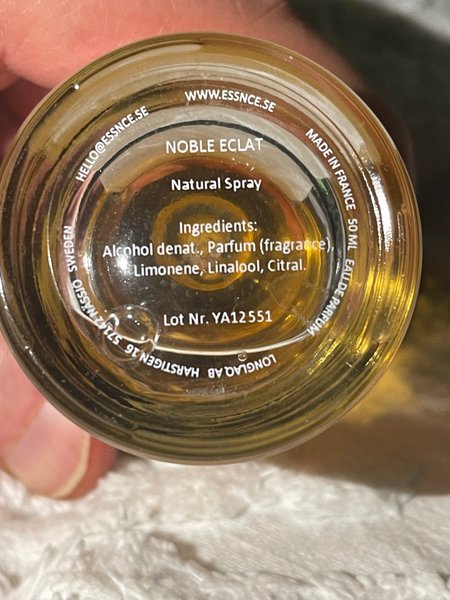 HELLO@ESSNCE.SE
WWW.ESSNCE.SE
MADE IN FRANCE 50 ML EAU DE PARFUM
NOBLE ECLAT
Natural Spray
Ingredients:
Alcohol denat., Parfum (fragrance),
Limonene, Linalool, Citral.
Lot Nr. YA12551
LONGLAQ AB HARSTIGEN 16 SWEDEN